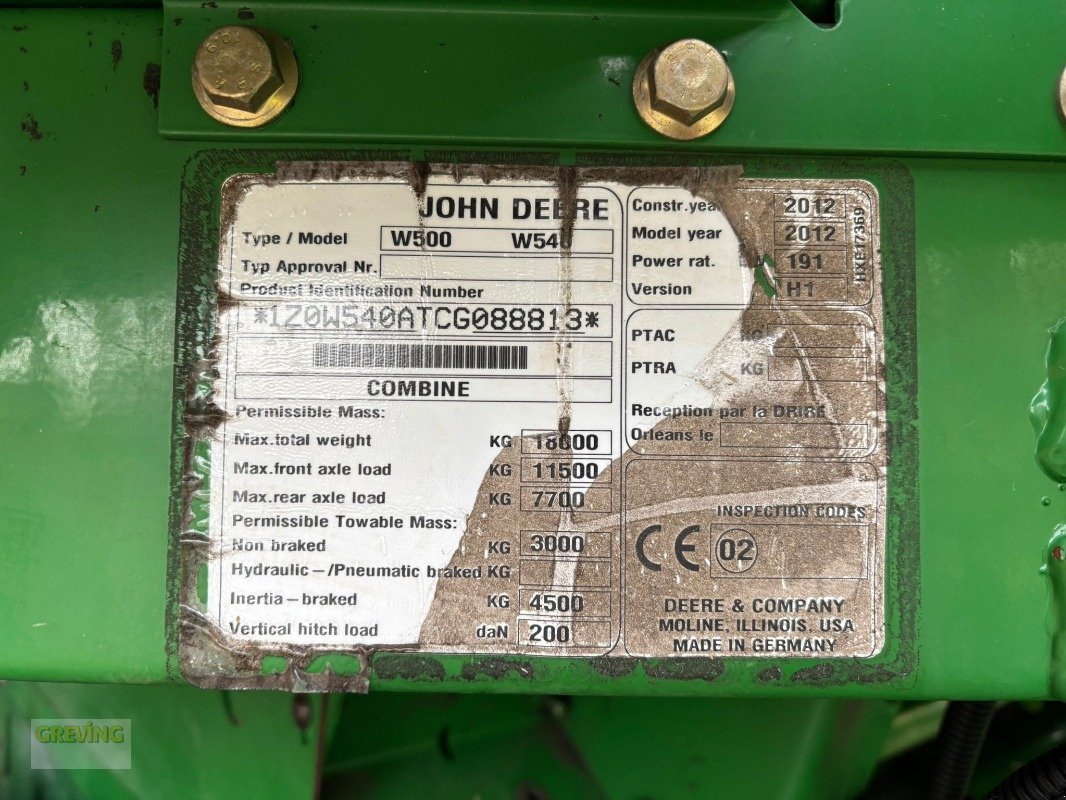 JOHN DEERE
Type / Model W500 W540
Typ Approval Nr.
Product Identification Number
*1Z0W540ATCG088813*
COMBINE
Permissible Mass:
Max.total weight KG 18000
Max.front axle load KG 11500
Max.rear axle load KG 7700
Permissible Towable Mass:
Non braked KG 3000
Hydraulic-/Pneumatic braked KG
Inertia-braked KG 4500
Vertical hitch load daN 200
Constr.year 2012
Model year 2012
Power rat. 191
Version H1
HXE17369
PTAC KG
PTRA KG
Reception par la DRIRE
Orleans le
INSPECTION CODES
CE 02
DEERE & COMPANY
MOLINE, ILLINOIS, USA
MADE IN GERMANY
GREVING